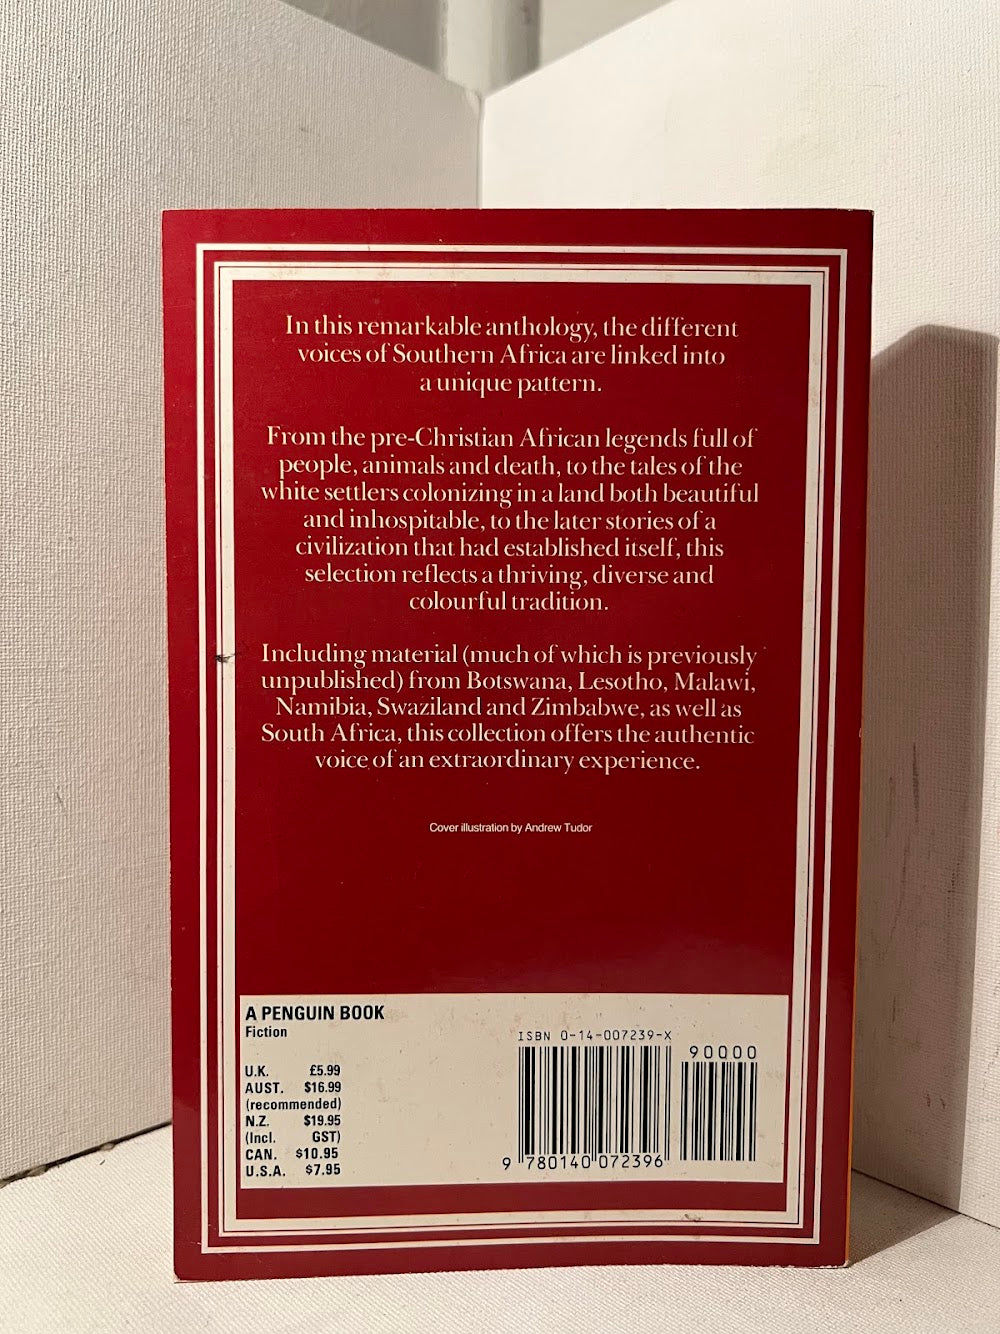 In this remarkable anthology, the different
voices of Southern Africa are linked into
a unique pattern.
From the pre-Christian African legends full of
people, animals and death, to the tales of the
white settlers colonizing in a land both beautiful
and inhospitable, to the later stories of a
civilization that had established itself, this
selection reflects a thriving, diverse and
colourful tradition.
Including material (much of which is previously
unpublished) from Botswana, Lesotho, Malawi,
Namibia, Swaziland and Zimbabwe, as well as
South Africa, this collection offers the authentic
voice of an extraordinary experience.
Cover illustration by Andrew Tudor
A PENGUIN BOOK
Fiction
U.K. £5.99
AUST. $16.99
(recommended)
N.Z. $19.95
(Incl. GST)
CAN. $10.95
U.S.A. $7.95
ISBN 0-14-007239-X
90000
9 780140 072396